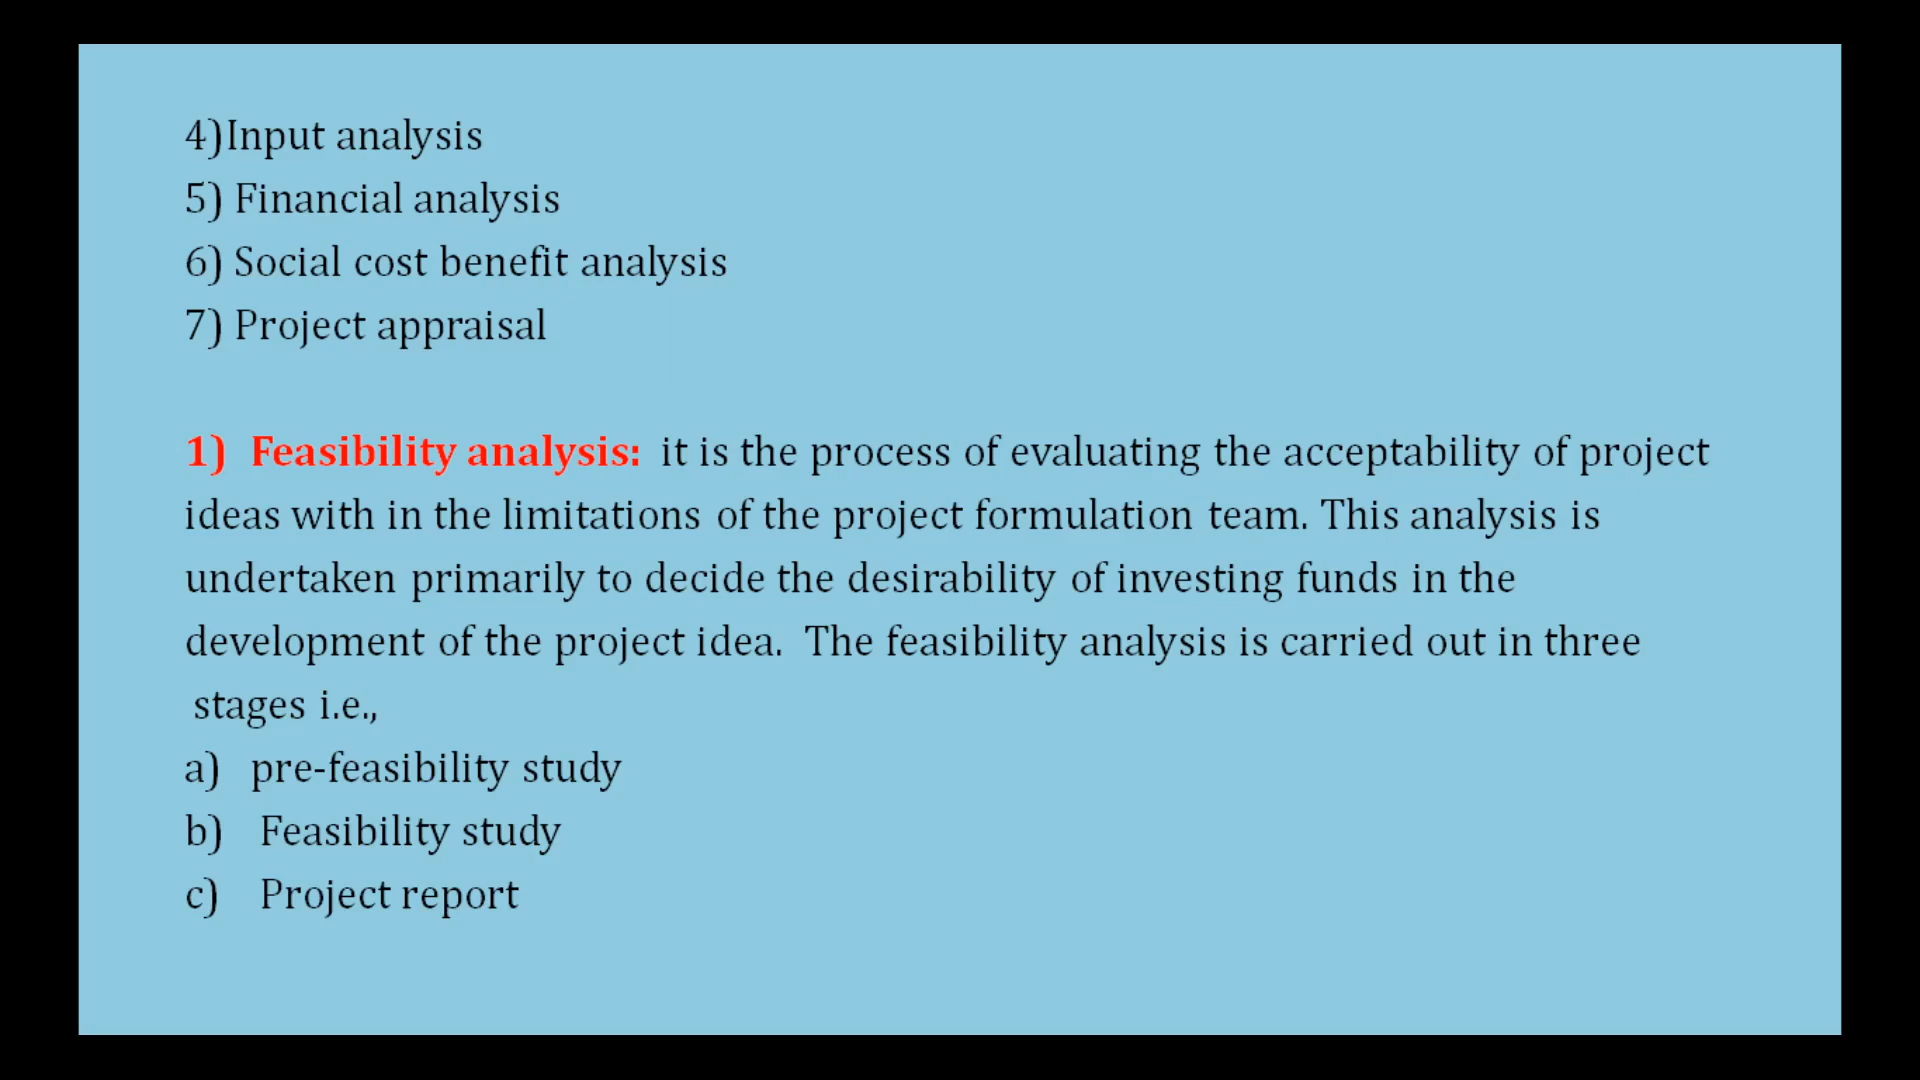 4)Input analysis
5) Financial analysis
6) Social cost benefit analysis
7) Project appraisal
1) Feasibility analysis: it is the process of evaluating the acceptability of project
ideas with in the limitations of the project formulation team. This analysis is
undertaken primarily to decide the desirability of investing funds in the
development of the project idea. The feasibility analysis is carried out in three
stages i.e.,
a) pre-feasibility study
b) Feasibility study
c) Project report